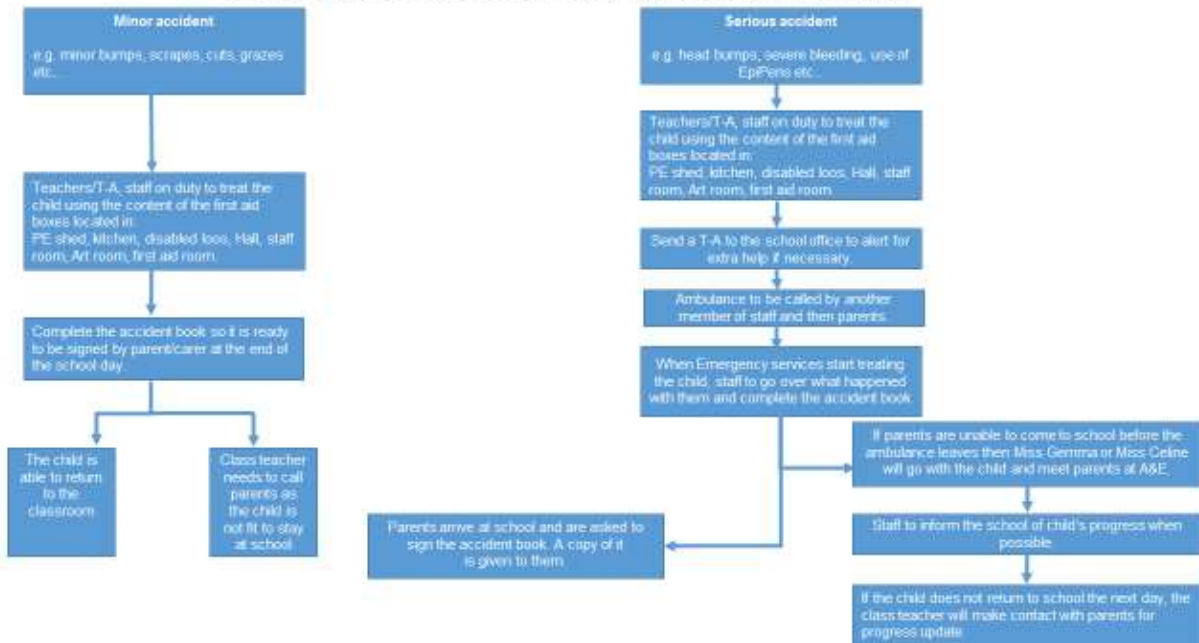 Minor accident
e.g. minor bumps, scrapes, cuts, grazes
etc...
Teachers/T-A, staff on duty to treat the
child using the content of the first aid
boxes located in:
PE shed, kitchen, disabled loos, Hall, staff
room, Art room, first aid room.
Complete the accident book so it is ready
to be signed by parent/carer at the end of
the school day.
The child is
able to return
to the
classroom
Class teacher
needs to call
parents as
the child is
not fit to stay
at school
Serious accident
e.g. head bumps, severe bleeding, use of
EpiPens etc...
Teachers/T-A, staff on duty to treat the
child using the content of the first aid
boxes located in:
PE shed, kitchen, disabled loos, Hall, staff
room, Art room, first aid room.
Send a T-A to the school office to alert for
extra help if necessary.
Ambulance to be called by another
member of staff and then parents.
When Emergency services start treating
the child, staff to go over what happened
with them and complete the accident book
If parents are unable to come to school before the
ambulance leaves then Miss Gemma or Miss Celine
will go with the child and meet parents at A&E.
Parents arrive at school and are asked to
sign the accident book. A copy of it
is given to them.
Staff to inform the school of child's progress when
possible
If the child does not return to school the next day, the
class teacher will make contact with parents for
progress update